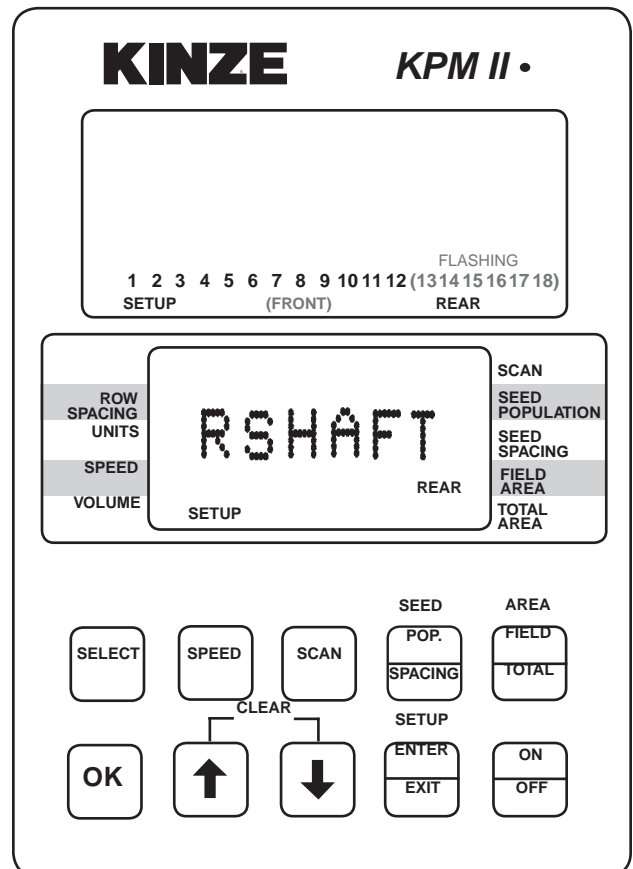 KINZE KPM II •
FLASHING
1 2 3 4 5 6 7 8 9 10 11 12 (13 14 15 16 17 18)
SETUP (FRONT) REAR
SCAN
ROW
SPACING
UNITS
SPEED
VOLUME
RSHAFT
REAR
SETUP
SEED
POPULATION
SEED
SPACING
FIELD
AREA
TOTAL
AREA
SEED AREA
SELECT SPEED SCAN POP. FIELD
SPACING TOTAL
CLEAR
SETUP
OK ENTER ON
EXIT OFF